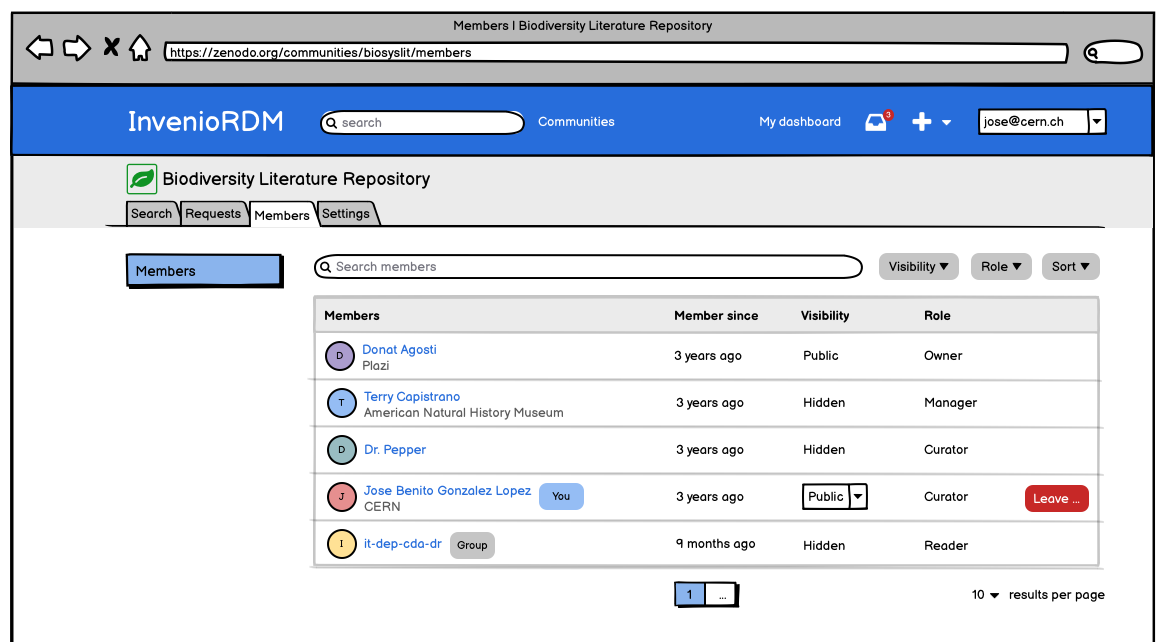 Members | Biodiversity Literature Repository
https://zenodo.org/communities/biosyslit/members
InvenioRDM search Communities My dashboard 3 jose@cern.ch
Biodiversity Literature Repository
Search Requests Members Settings
Members
Search members Visibility ▼ Role ▼ Sort ▼
Members Member since Visibility Role
D Donat Agosti 3 years ago Public Owner
Plazi
T Terry Capistrano 3 years ago Hidden Manager
American Natural History Museum
D Dr. Pepper 3 years ago Hidden Curator
J Jose Benito Gonzalez Lopez You 3 years ago Public Curator Leave ...
CERN
I it-dep-cda-dr Group 9 months ago Hidden Reader
1 ... 10 results per page